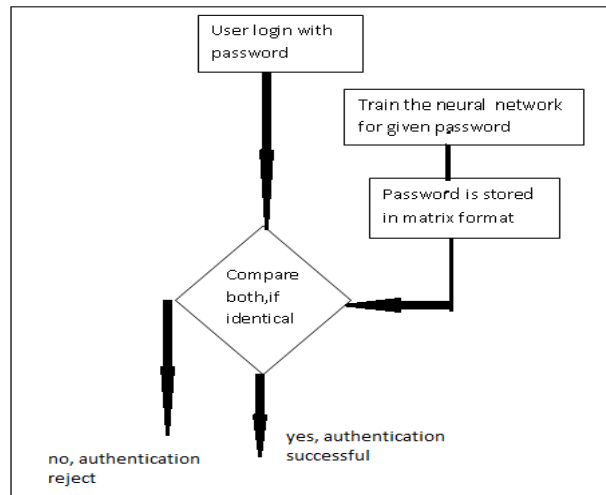 User login with
password
Train the neural network
for given password
Password is stored
in matrix format
Compare
both,if
identical
yes, authentication
successful
no, authentication
reject